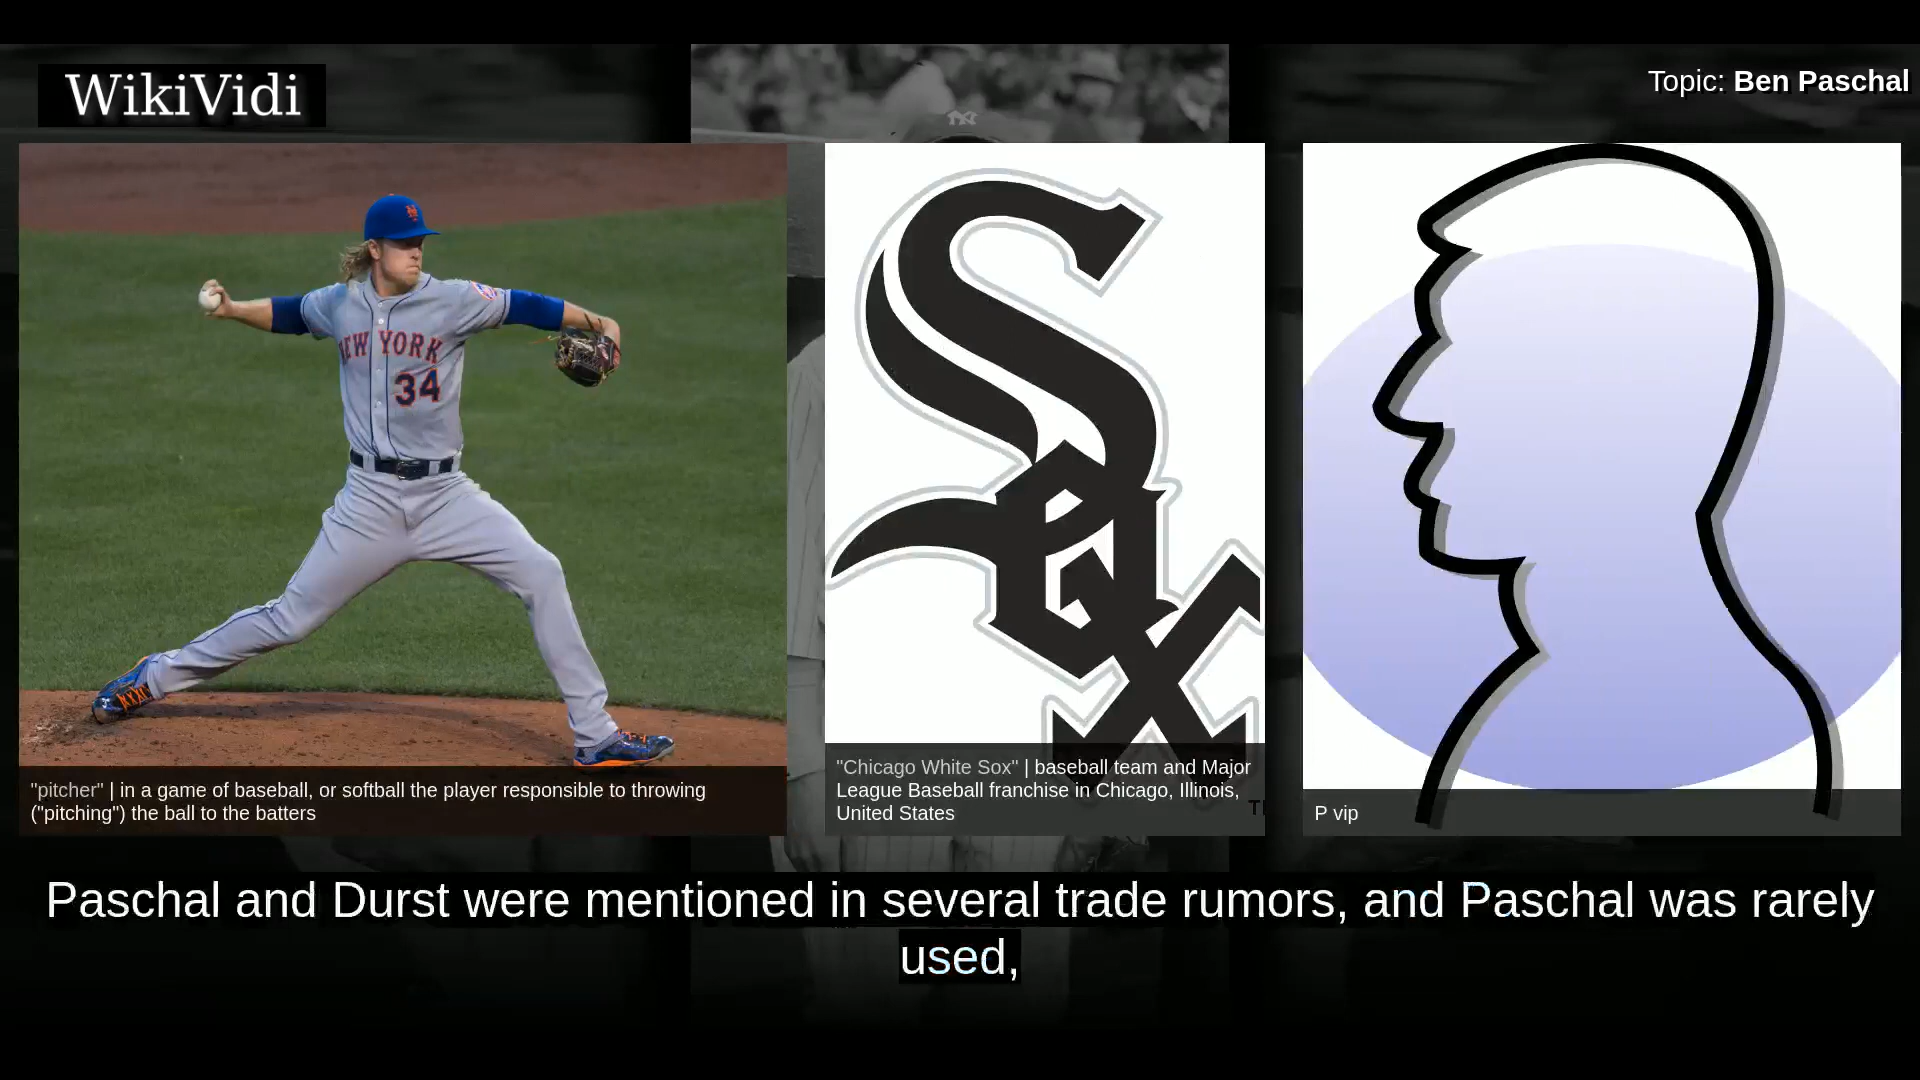 WikiVidi
Topic: Ben Paschal
NEW YORK
34
"pitcher" | in a game of baseball, or softball the player responsible to throwing
("pitching") the ball to the batters
Sox
"Chicago White Sox" | baseball team and Major
League Baseball franchise in Chicago, Illinois,
United States
P vip
Paschal and Durst were mentioned in several trade rumors, and Paschal was rarely
used,